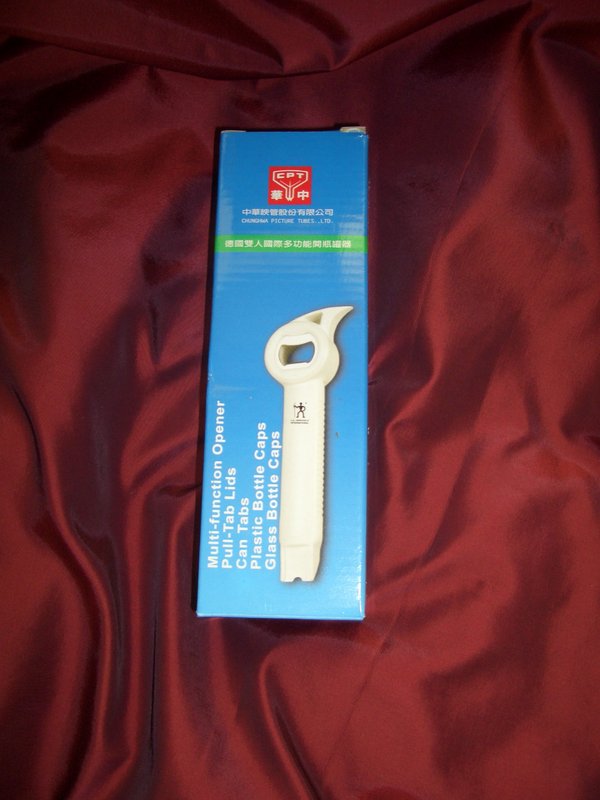 CPT
華中
中華映管股份有限公司
CHUNGHWA PICTURE TUBES.,LTD.
德國雙人國際多功能開瓶罐器
Multi-function Opener
Pull-Tab Lids
Can Tabs
Plastic Bottle Caps
Glass Bottle Caps